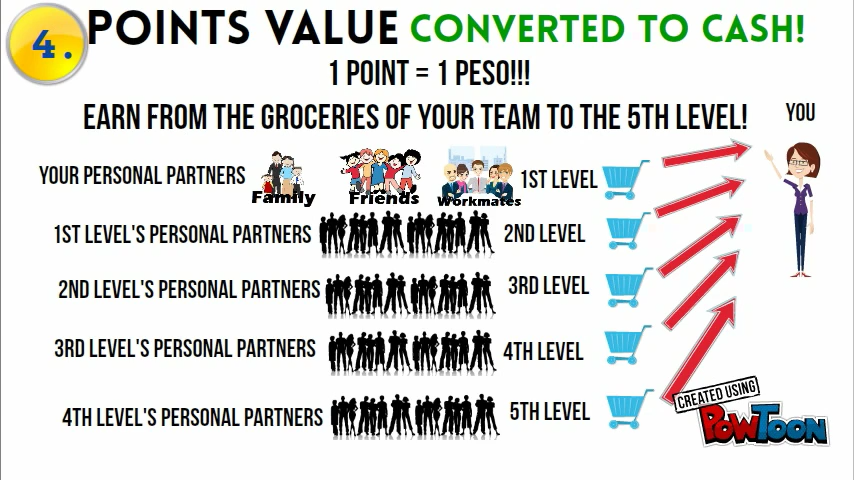 4.
POINTS VALUE CONVERTED TO CASH!
1 POINT = 1 PESO!!!
EARN FROM THE GROCERIES OF YOUR TEAM TO THE 5TH LEVEL!
YOU
YOUR PERSONAL PARTNERS
Family
Friends
Workmates
1ST LEVEL
1ST LEVEL'S PERSONAL PARTNERS
2ND LEVEL
2ND LEVEL'S PERSONAL PARTNERS
3RD LEVEL
3RD LEVEL'S PERSONAL PARTNERS
4TH LEVEL
4TH LEVEL'S PERSONAL PARTNERS
5TH LEVEL
CREATED USING
POWTOON